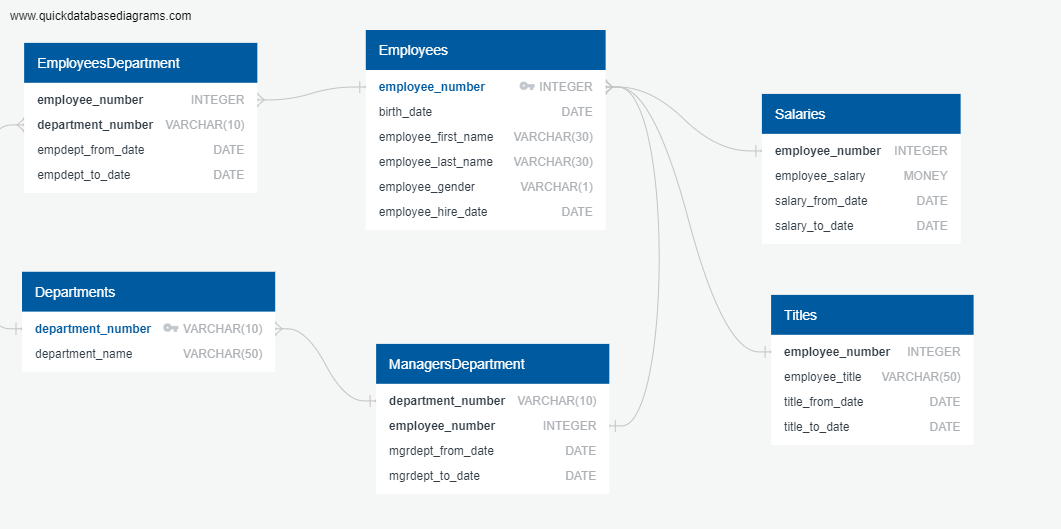 www.quickdatabasediagrams.com
EmployeesDepartment
employee_number INTEGER
department_number VARCHAR(10)
empdept_from_date DATE
empdept_to_date DATE
Employees
employee_number INTEGER
birth_date DATE
employee_first_name VARCHAR(30)
employee_last_name VARCHAR(30)
employee_gender VARCHAR(1)
employee_hire_date DATE
Salaries
employee_number INTEGER
employee_salary MONEY
salary_from_date DATE
salary_to_date DATE
Departments
department_number VARCHAR(10)
department_name VARCHAR(50)
ManagersDepartment
department_number VARCHAR(10)
employee_number INTEGER
mgrdept_from_date DATE
mgrdept_to_date DATE
Titles
employee_number INTEGER
employee_title VARCHAR(50)
title_from_date DATE
title_to_date DATE